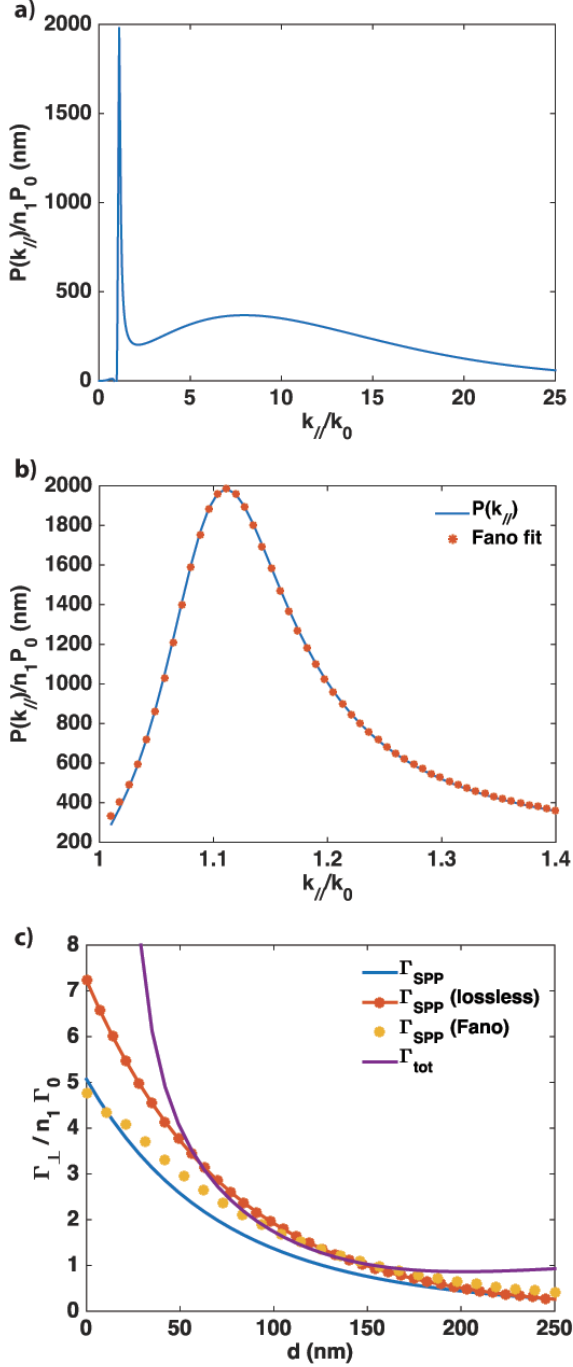 a)
2000
1500
1000
500
0
P(k//)/n1P0 (nm)
0 5 10 15 20 25
k///k0
b)
2000
1800
1600
1400
1200
1000
800
600
400
200
P(k//)/n1P0 (nm)
P(k//)
Fano fit
1 1.1 1.2 1.3 1.4
k///k0
c)
8
7
6
5
4
3
2
1
0
Γ⊥ / n1 Γ0
ΓSPP
ΓSPP (lossless)
ΓSPP (Fano)
Γtot
0 50 100 150 200 250
d (nm)